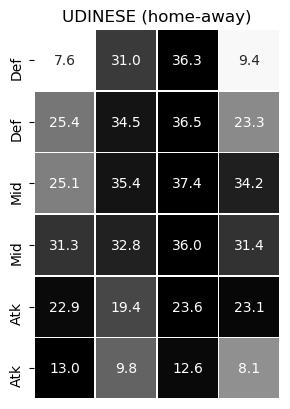 UDINESE (home-away)
Def 7.6 31.0 36.3 9.4
Def 25.4 34.5 36.5 23.3
Mid 25.1 35.4 37.4 34.2
Mid 31.3 32.8 36.0 31.4
Atk 22.9 19.4 23.6 23.1
Atk 13.0 9.8 12.6 8.1